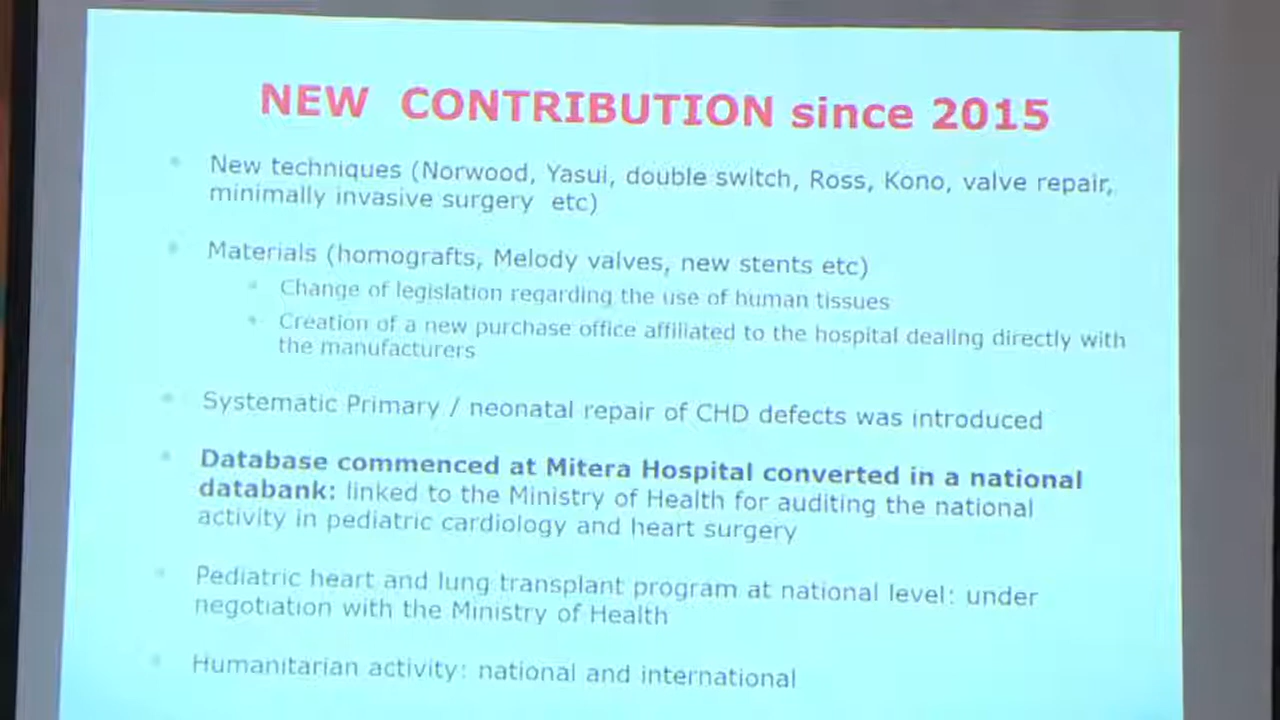 NEW CONTRIBUTION since 2015
New techniques (Norwood, Yasui, double switch, Ross, Kono, valve repair,
minimally invasive surgery etc)
Materials (homografts, Melody valves, new stents etc)
Change of legislation regarding the use of human tissues
Creation of a new purchase office affiliated to the hospital dealing directly with
the manufacturers
Systematic Primary / neonatal repair of CHD defects was introduced
Database commenced at Mitera Hospital converted in a national
databank: linked to the Ministry of Health for auditing the national
activity in pediatric cardiology and heart surgery
Pediatric heart and lung transplant program at national level: under
negotiation with the Ministry of Health
Humanitarian activity: national and international